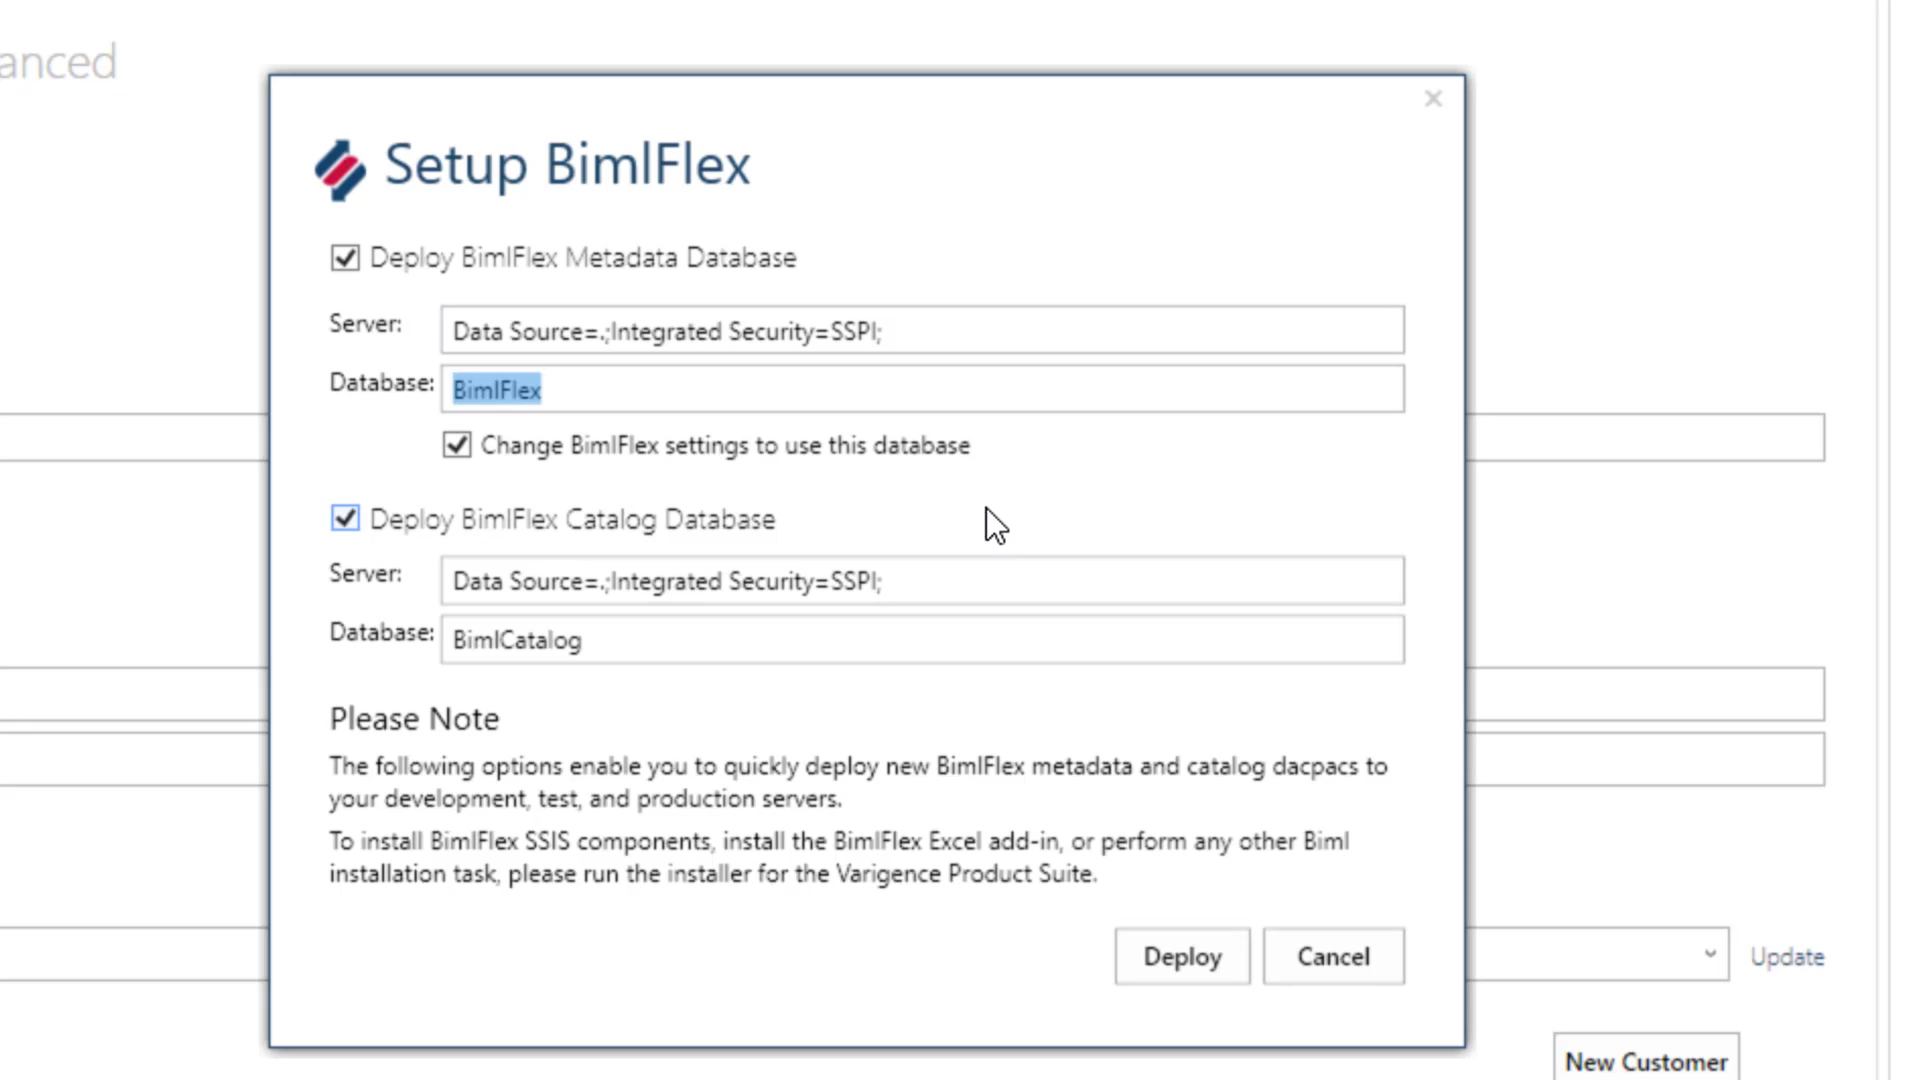 anced
Setup BimlFlex
Deploy BimlFlex Metadata Database
Server:
Data Source=.;Integrated Security=SSPI;
Database:
BimlFlex
Change BimlFlex settings to use this database
Deploy BimlFlex Catalog Database
Server:
Data Source=.;Integrated Security=SSPI;
Database:
BimlCatalog
Please Note
The following options enable you to quickly deploy new BimlFlex metadata and catalog dacpacs to
your development, test, and production servers.
To install BimlFlex SSIS components, install the BimlFlex Excel add-in, or perform any other Biml
installation task, please run the installer for the Varigence Product Suite.
Deploy
Cancel
Update
New Customer